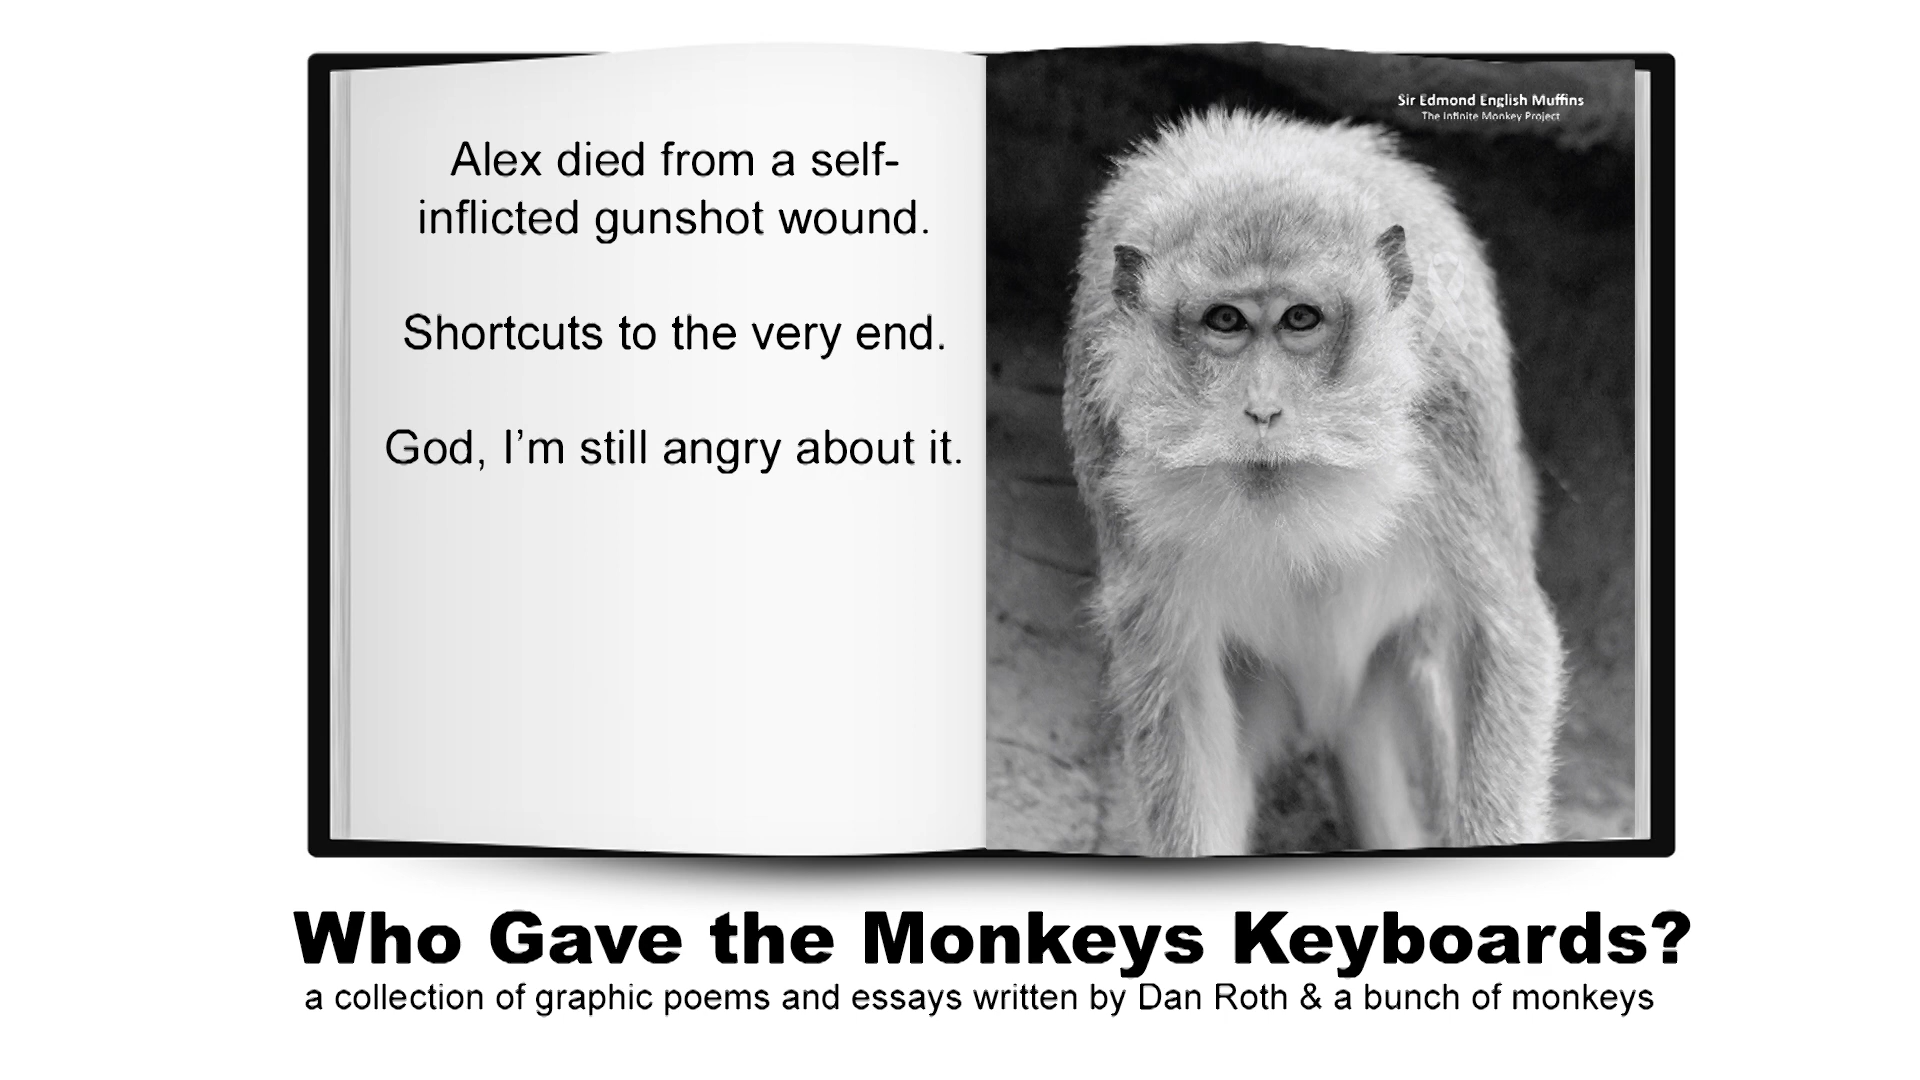 Alex died from a self-
inflicted gunshot wound.
Shortcuts to the very end.
God, I'm still angry about it.
Sir Edmond English Muffins
The Infinite Monkey Project
Who Gave the Monkeys Keyboards?
a collection of graphic poems and essays written by Dan Roth & a bunch of monkeys